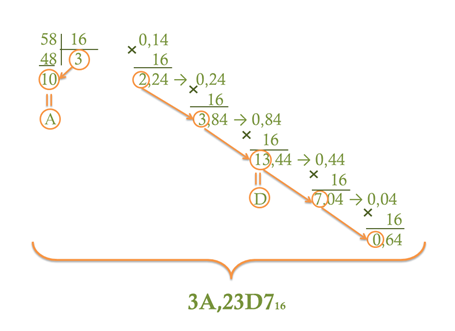 58 16
48 3
10
=
A
× 0,14
16
2,24 → 0,24
×
16
3,84 → 0,84
×
16
13,44 → 0,44
=
D
×
16
7,04 → 0,04
×
16
0,64
3A,23D7₁₆